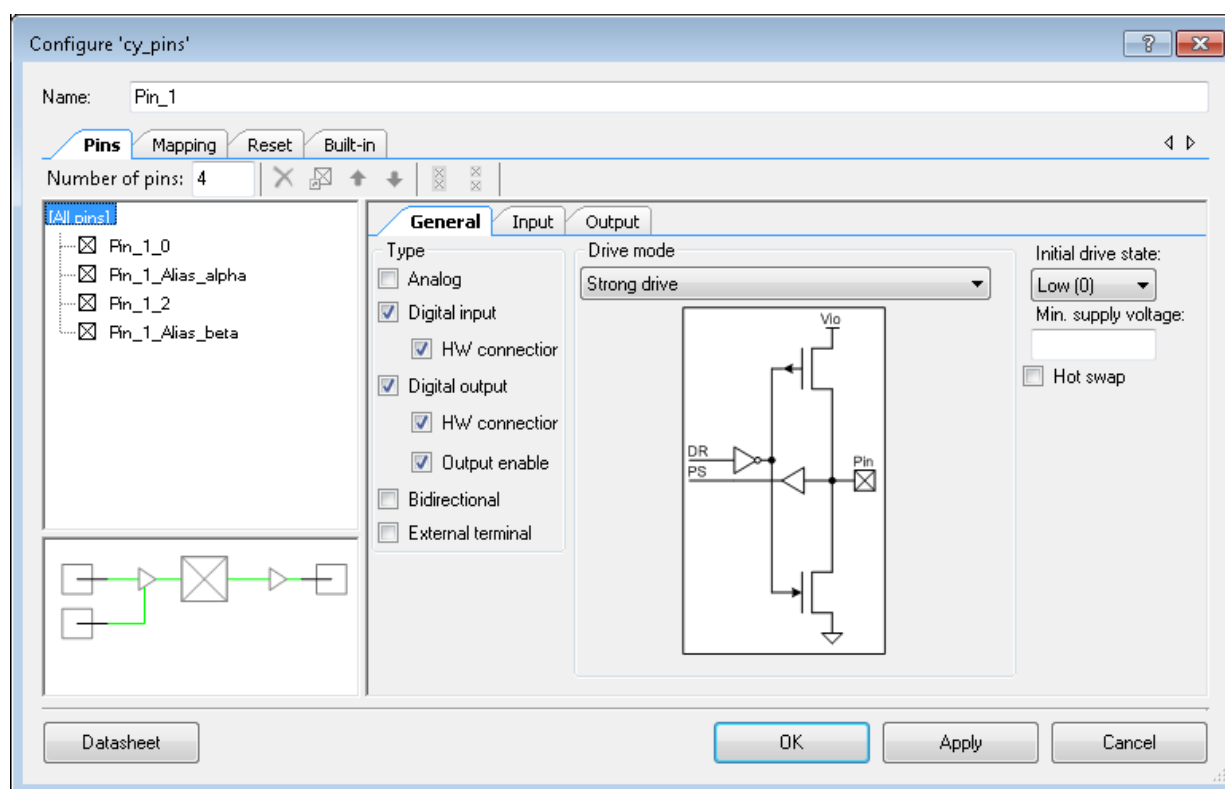 Configure 'cy_pins'
Name: Pin_1
Pins Mapping Reset Built-in
Number of pins: 4
[All pins]
Pin_1_0
Pin_1_Alias_alpha
Pin_1_2
Pin_1_Alias_beta
General Input Output
Type
Analog
Digital input
HW connection
Digital output
HW connection
Output enable
Bidirectional
External terminal
Drive mode
Strong drive
Vio
DR
PS
Pin
Initial drive state:
Low (0)
Min. supply voltage:
Hot swap
Datasheet OK Apply Cancel